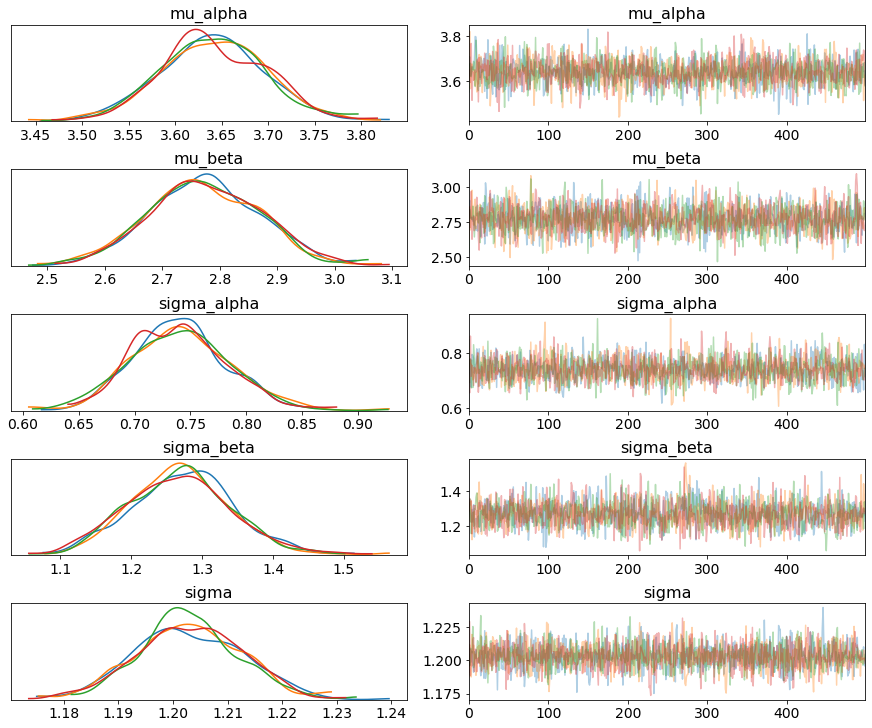 mu_alpha
3.45 3.50 3.55 3.60 3.65 3.70 3.75 3.80
mu_alpha
3.8
3.6
0 100 200 300 400
mu_beta
2.5 2.6 2.7 2.8 2.9 3.0 3.1
mu_beta
3.00
2.75
2.50
0 100 200 300 400
sigma_alpha
0.60 0.65 0.70 0.75 0.80 0.85 0.90
sigma_alpha
0.8
0.6
0 100 200 300 400
sigma_beta
1.1 1.2 1.3 1.4 1.5
sigma_beta
1.4
1.2
0 100 200 300 400
sigma
1.18 1.19 1.20 1.21 1.22 1.23 1.24
sigma
1.225
1.200
1.175
0 100 200 300 400